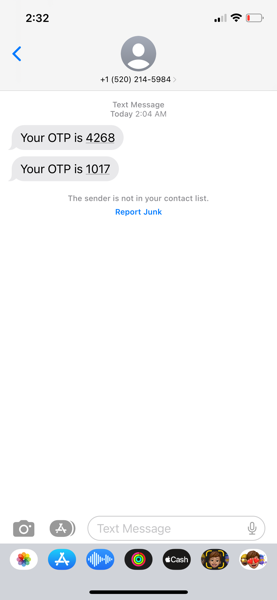 2:32
+1 (520) 214-5984
Text Message
Today 2:04 AM
Your OTP is 4268
Your OTP is 1017
The sender is not in your contact list.
Report Junk
Text Message
Cash